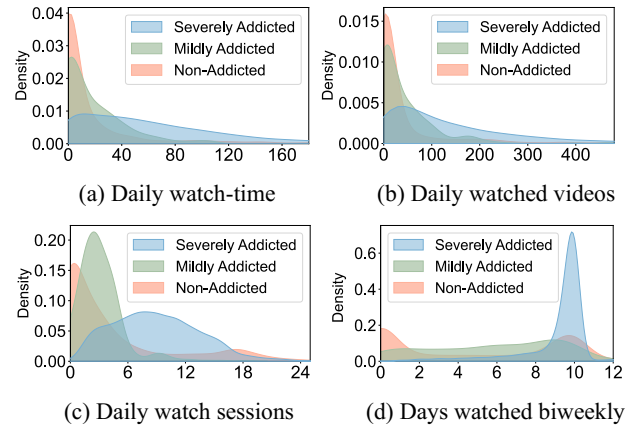 0.04
0.03
0.02
0.01
0.00
Density
Severely Addicted
Mildly Addicted
Non-Addicted
0 40 80 120 160
(a) Daily watch-time
0.015
0.010
0.005
0.000
Density
Severely Addicted
Mildly Addicted
Non-Addicted
0 100 200 300 400
(b) Daily watched videos
0.20
0.15
0.10
0.05
0.00
Density
Severely Addicted
Mildly Addicted
Non-Addicted
0 6 12 18 24
(c) Daily watch sessions
0.6
0.4
0.2
0.0
Density
Severely Addicted
Mildly Addicted
Non-Addicted
0 2 4 6 8 10 12
(d) Days watched biweekly